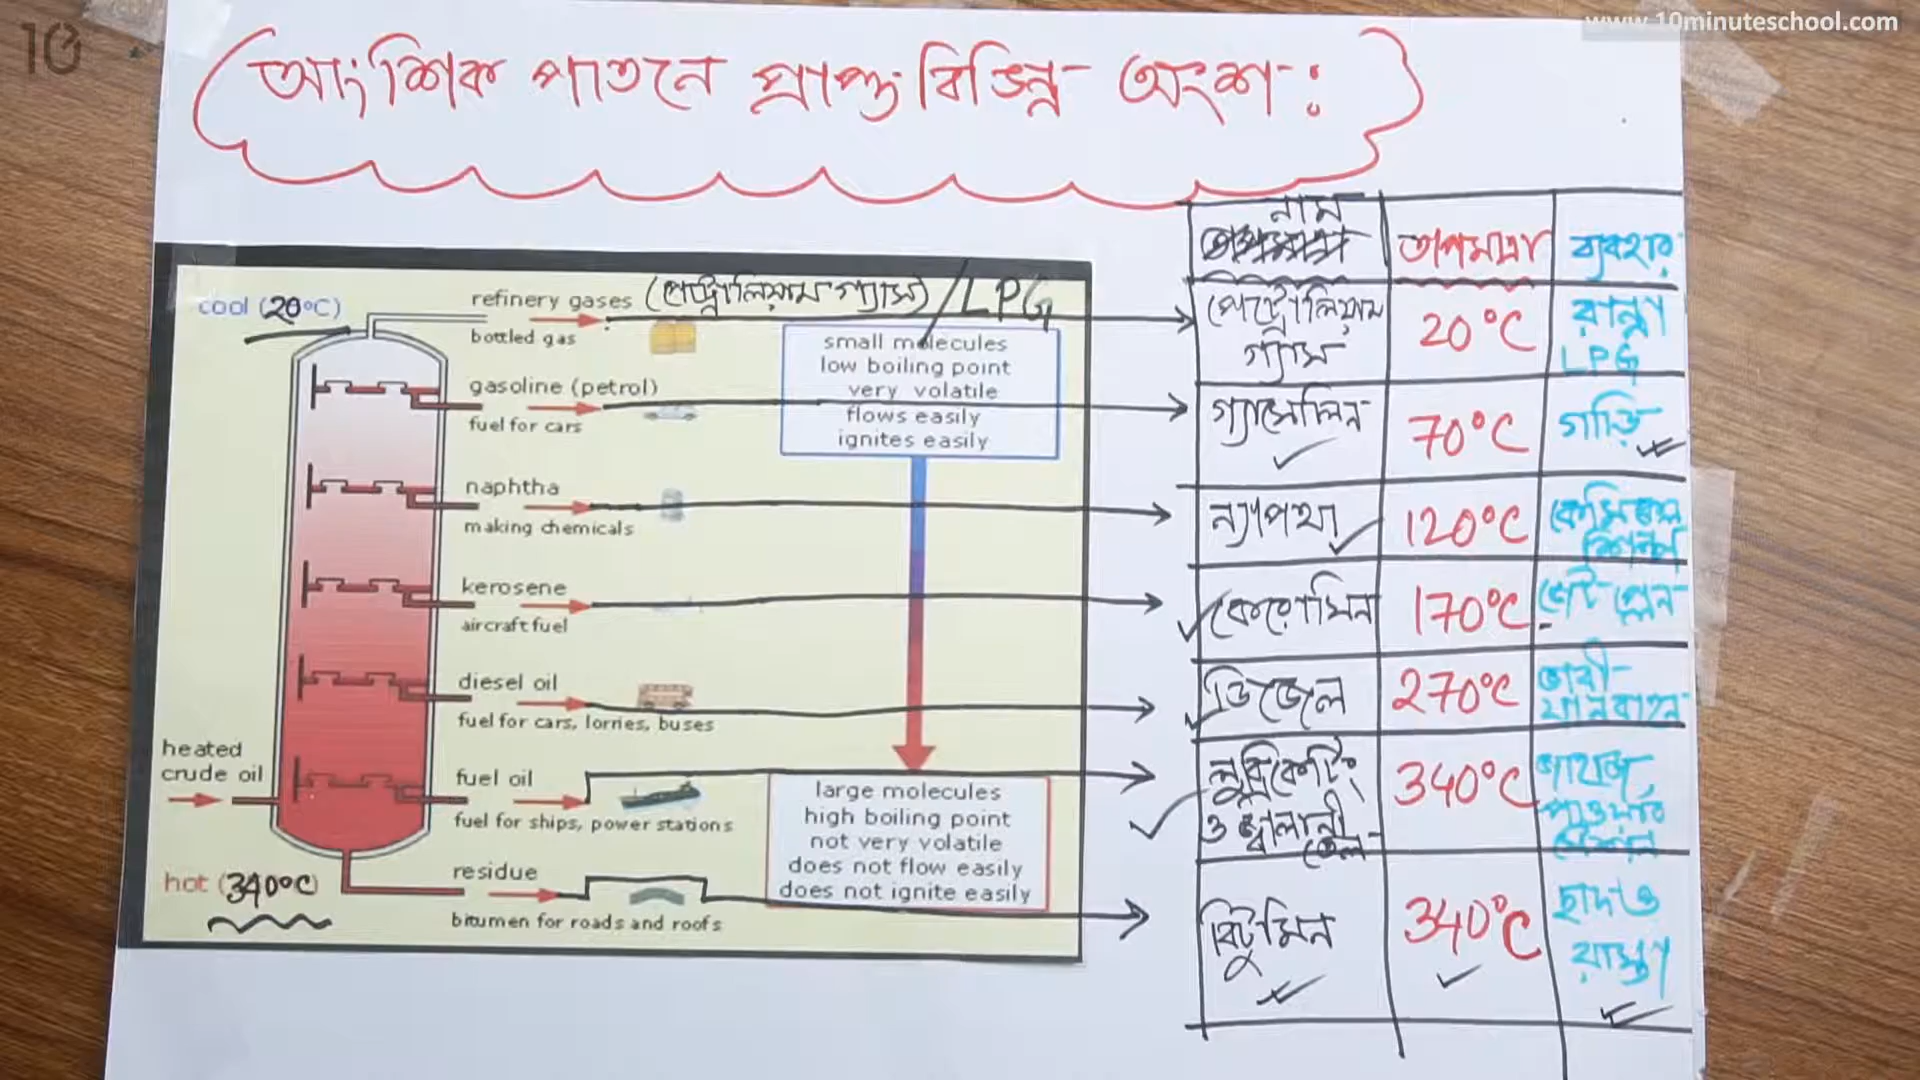 10
www.10minuteschool.com
আংশিক পাতনে প্রাপ্ত বিভিন্ন অংশ:
cool (20°C)
refinery gases (পেট্রোলিয়াম গ্যাস) / LPG
bottled gas
gasoline (petrol)
fuel for cars
naphtha
making chemicals
kerosene
aircraft fuel
diesel oil
fuel for cars, lorries, buses
heated
crude oil
fuel oil
fuel for ships, power stations
hot (340°C)
residue
bitumen for roads and roofs
small molecules
low boiling point
very volatile
flows easily
ignites easily
large molecules
high boiling point
not very volatile
does not flow easily
does not ignite easily
নাম
তাপমাত্রা
ব্যবহার
পেট্রোলিয়াম
গ্যাস
20°C
রান্না
LPG
গ্যাসোলিন
70°C
গাড়ি
ন্যাপথা
120°C
কেমিক্যাল
কেরোসিন
170°C
জেট প্লেন
ডিজেল
270°C
ভারী
যানবাহন
লুব্রিকেটিং
ও জ্বালানী
তেল
340°C
জাহাজ
পাওয়ার
স্টেশন
বিটুমিন
340°C
ছাদ ও
রাস্তা